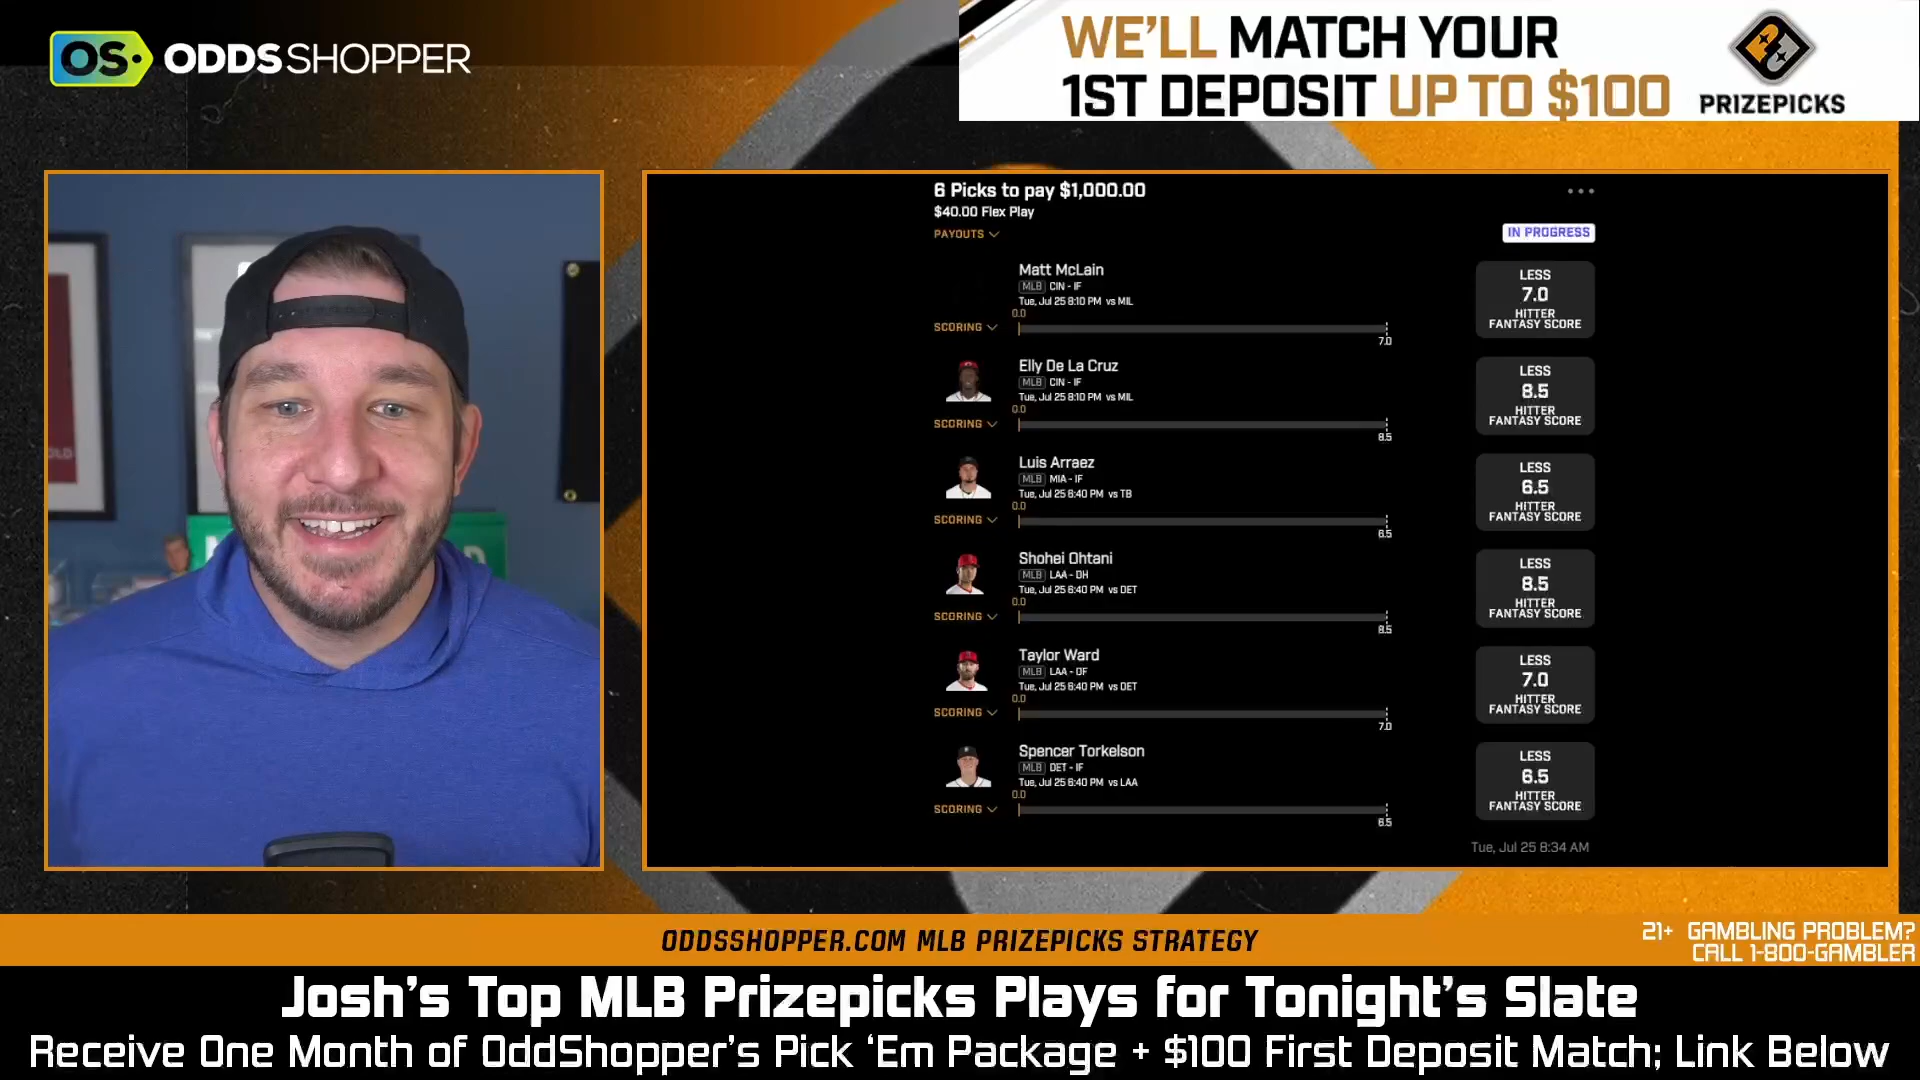 OS. ODDSSHOPPER
WE'LL MATCH YOUR
1ST DEPOSIT UP TO $100
PRIZEPICKS
6 Picks to pay $1,000.00
$40.00 Flex Play
PAYOUTS
IN PROGRESS
Matt McLain
MLB CIN - IF
Tue, Jul 25 8:10 PM vs MIL
0.0
SCORING
7.0
LESS
7.0
HITTER
FANTASY SCORE
Elly De La Cruz
MLB CIN - IF
Tue, Jul 25 8:10 PM vs MIL
0.0
SCORING
8.5
LESS
8.5
HITTER
FANTASY SCORE
Luis Arraez
MLB MIA - IF
Tue, Jul 25 6:40 PM vs TB
0.0
SCORING
6.5
LESS
6.5
HITTER
FANTASY SCORE
Shohei Ohtani
MLB LAA - DH
Tue, Jul 25 6:40 PM vs DET
0.0
SCORING
8.5
LESS
8.5
HITTER
FANTASY SCORE
Taylor Ward
MLB LAA - OF
Tue, Jul 25 6:40 PM vs DET
0.0
SCORING
7.0
LESS
7.0
HITTER
FANTASY SCORE
Spencer Torkelson
MLB DET - IF
Tue, Jul 25 6:40 PM vs LAA
0.0
SCORING
6.5
LESS
6.5
HITTER
FANTASY SCORE
Tue, Jul 25 8:34 AM
ODDSSHOPPER.COM MLB PRIZEPICKS STRATEGY
21+ GAMBLING PROBLEM?
CALL 1-800-GAMBLER
Josh's Top MLB Prizepicks Plays for Tonight's Slate
Receive One Month of OddShopper's Pick 'Em Package + $100 First Deposit Match; Link Below